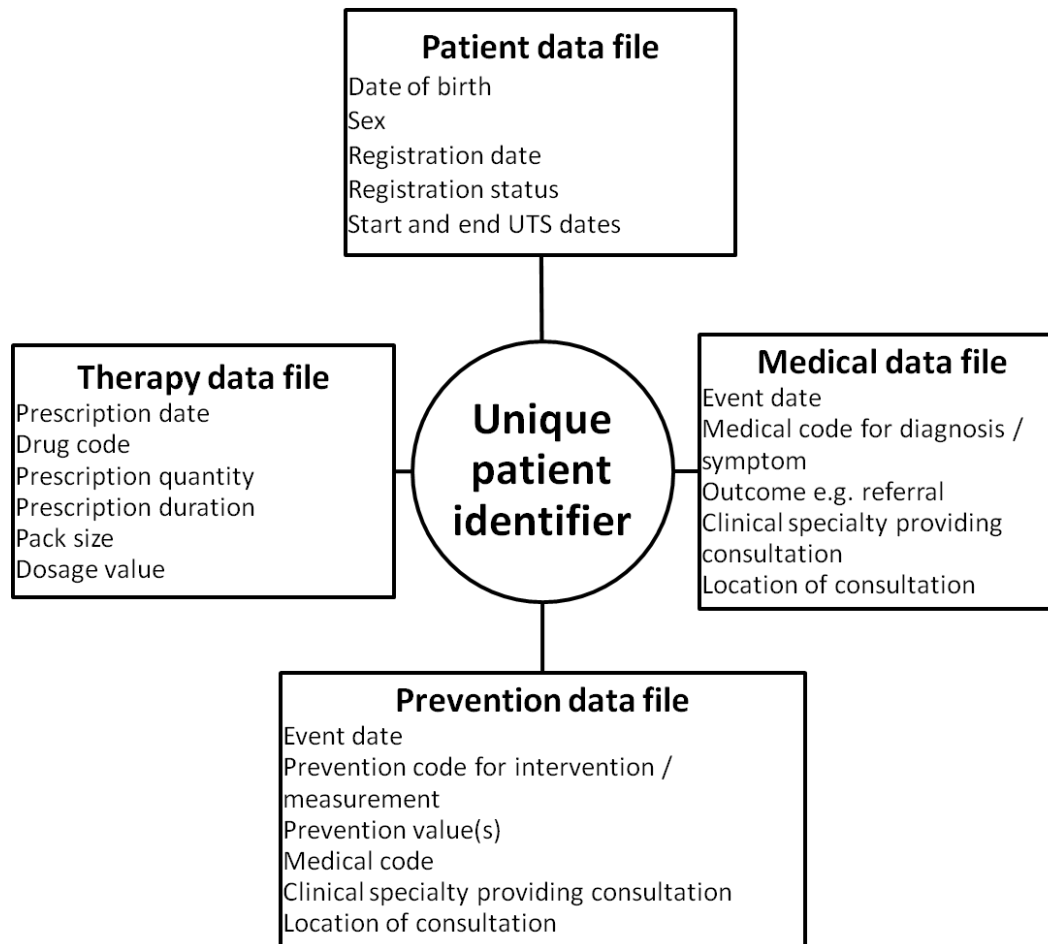 Patient data file
Date of birth
Sex
Registration date
Registration status
Start and end UTS dates
Therapy data file
Prescription date
Drug code
Prescription quantity
Prescription duration
Pack size
Dosage value
Unique
patient
identifier
Medical data file
Event date
Medical code for diagnosis /
symptom
Outcome e.g. referral
Clinical specialty providing
consultation
Location of consultation
Prevention data file
Event date
Prevention code for intervention /
measurement
Prevention value(s)
Medical code
Clinical specialty providing consultation
Location of consultation